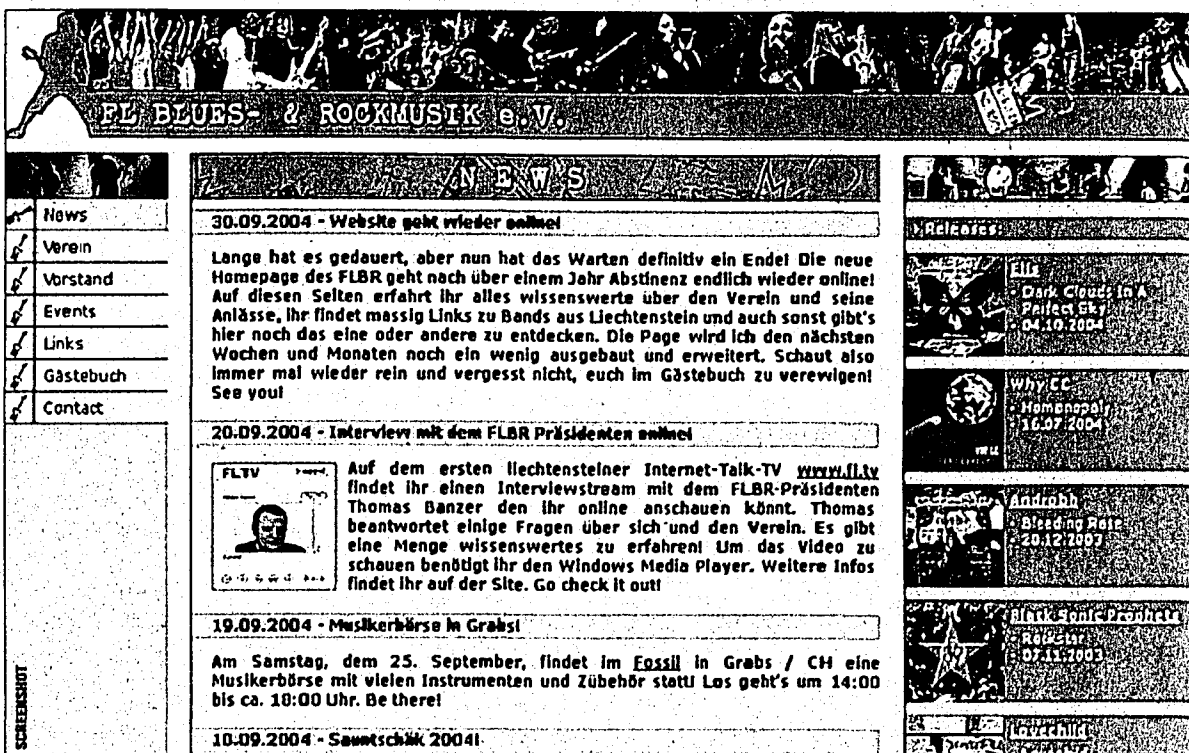 FL BLUES- & ROCKMUSIK e.V.
News
Verein
Vorstand
Events
Links
Gästebuch
Contact
SCREENSHOT
NEWS
30.09.2004 - Website geht wieder online!
Lange hat es gedauert, aber nun hat das Warten definitiv ein Ende! Die neue
Homepage des FLBR geht nach über einem Jahr Abstinenz endlich wieder online!
Auf diesen Seiten erfahrt ihr alles wissenswerte über den Verein und seine
Anlässe, ihr findet massig Links zu Bands aus Liechtenstein und auch sonst gibt's
hier noch das eine oder andere zu entdecken. Die Page wird ich den nächsten
Wochen und Monaten noch ein wenig ausgebaut und erweitert. Schaut also
immer mal wieder rein und vergesst nicht, euch im Gästebuch zu verewigen!
See you!
20.09.2004 - Interview mit dem FLBR Präsidenten online!
FLTV
Auf dem ersten liechtensteiner Internet-Talk-TV www.fl.tv
findet ihr einen Interviewstream mit dem FLBR-Präsidenten
Thomas Banzer den ihr online anschauen könnt. Thomas
beantwortet einige Fragen über sich und den Verein. Es gibt
eine Menge wissenswertes zu erfahren! Um das Video zu
schauen benötigt ihr den Windows Media Player. Weitere Infos
findet ihr auf der Site. Go check it out!
19.09.2004 - Musikerbörse in Grabs!
Am Samstag, dem 25. September, findet im Fossil in Grabs / CH eine
Musikerbörse mit vielen Instrumenten und Zübehör statt! Los geht's um 14:00
bis ca. 18:00 Uhr. Be there!
10.09.2004 - Sauntschäk 2004!
Releases:
Elis
- Dark Clouds In A
Perfect Sky
- 04.10.2004
Why CC
- Homonopoly
- 16.07.2004
- Bleeding Rose
- 20.12.2003
Black Sonic Prophets
- Racestar
- 07.11.2003
Lovechild